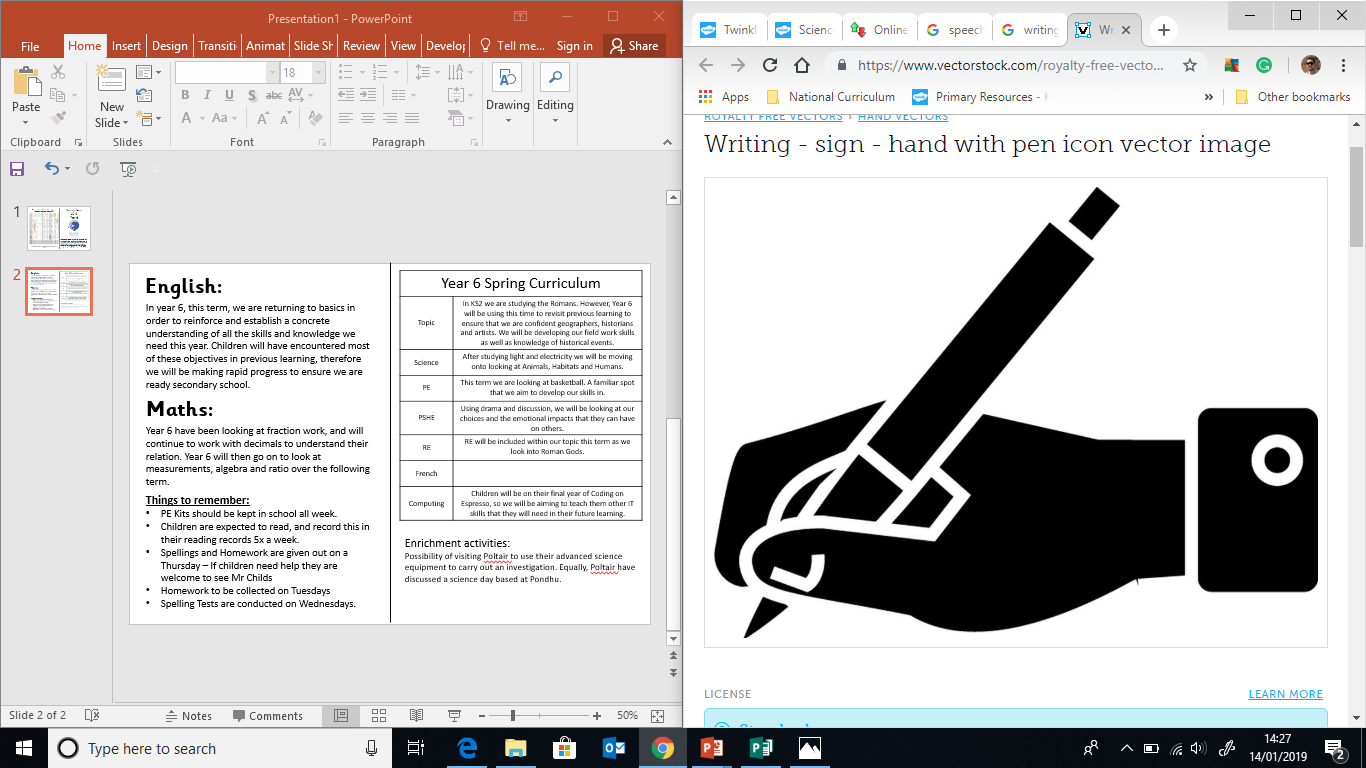 Presentation1 - PowerPoint
File Home Insert Design Transiti Animat Slide Sh Review View Develop Tell me... Sign in Share
Paste
New
Slide
18
B I U S abc AV
A Aa A A
Drawing
Editing
Clipboard Slides Font Paragraph
1
2
English:
In year 6, this term, we are returning to basics in
order to reinforce and establish a concrete
understanding of all the skills and knowledge we
need this year. Children will have encountered most
of these objectives in previous learning, therefore
we will be making rapid progress to ensure we are
ready secondary school.
Maths:
Year 6 have been looking at fraction work, and will
continue to work with decimals to understand their
relation. Year 6 will then go on to look at
measurements, algebra and ratio over the following
term.
Things to remember:
• PE Kits should be kept in school all week.
• Children are expected to read, and record this in
their reading records 5x a week.
• Spellings and Homework are given out on a
Thursday – If children need help they are
welcome to see Mr Childs
• Homework to be collected on Tuesdays
• Spelling Tests are conducted on Wednesdays.
Year 6 Spring Curriculum
Topic
In KS2 we are studying the Romans. However, Year 6
will be using this time to revisit previous learning to
ensure that we are confident geographers, historians
and artists. We will be developing our field work skills
as well as knowledge of historical events.
Science
After studying light and electricity we will be moving
onto looking at Animals, Habitats and Humans.
PE
This term we are looking at basketball. A familiar spot
that we aim to develop our skills in.
PSHE
Using drama and discussion, we will be looking at our
choices and the emotional impacts that they can have
on others.
RE
RE will be included within our topic this term as we
look into Roman Gods.
French
Computing
Children will be on their final year of Coding on
Espresso, so we will be aiming to teach them other IT
skills that they will need in their future learning.
Enrichment activities:
Possibility of visiting Poltair to use their advanced science
equipment to carry out an investigation. Equally, Poltair have
discussed a science day based at Pondhu.
Slide 2 of 2 Notes Comments 50%
Twinkl Scienc Online speech writing Wr
https://www.vectorstock.com/royalty-free-vecto...
Apps National Curriculum Primary Resources - » Other bookmarks
ROYALTY FREE VECTORS › HAND VECTORS
Writing - sign - hand with pen icon vector image
LICENSE LEARN MORE
Type here to search
14:27
14/01/2019
2